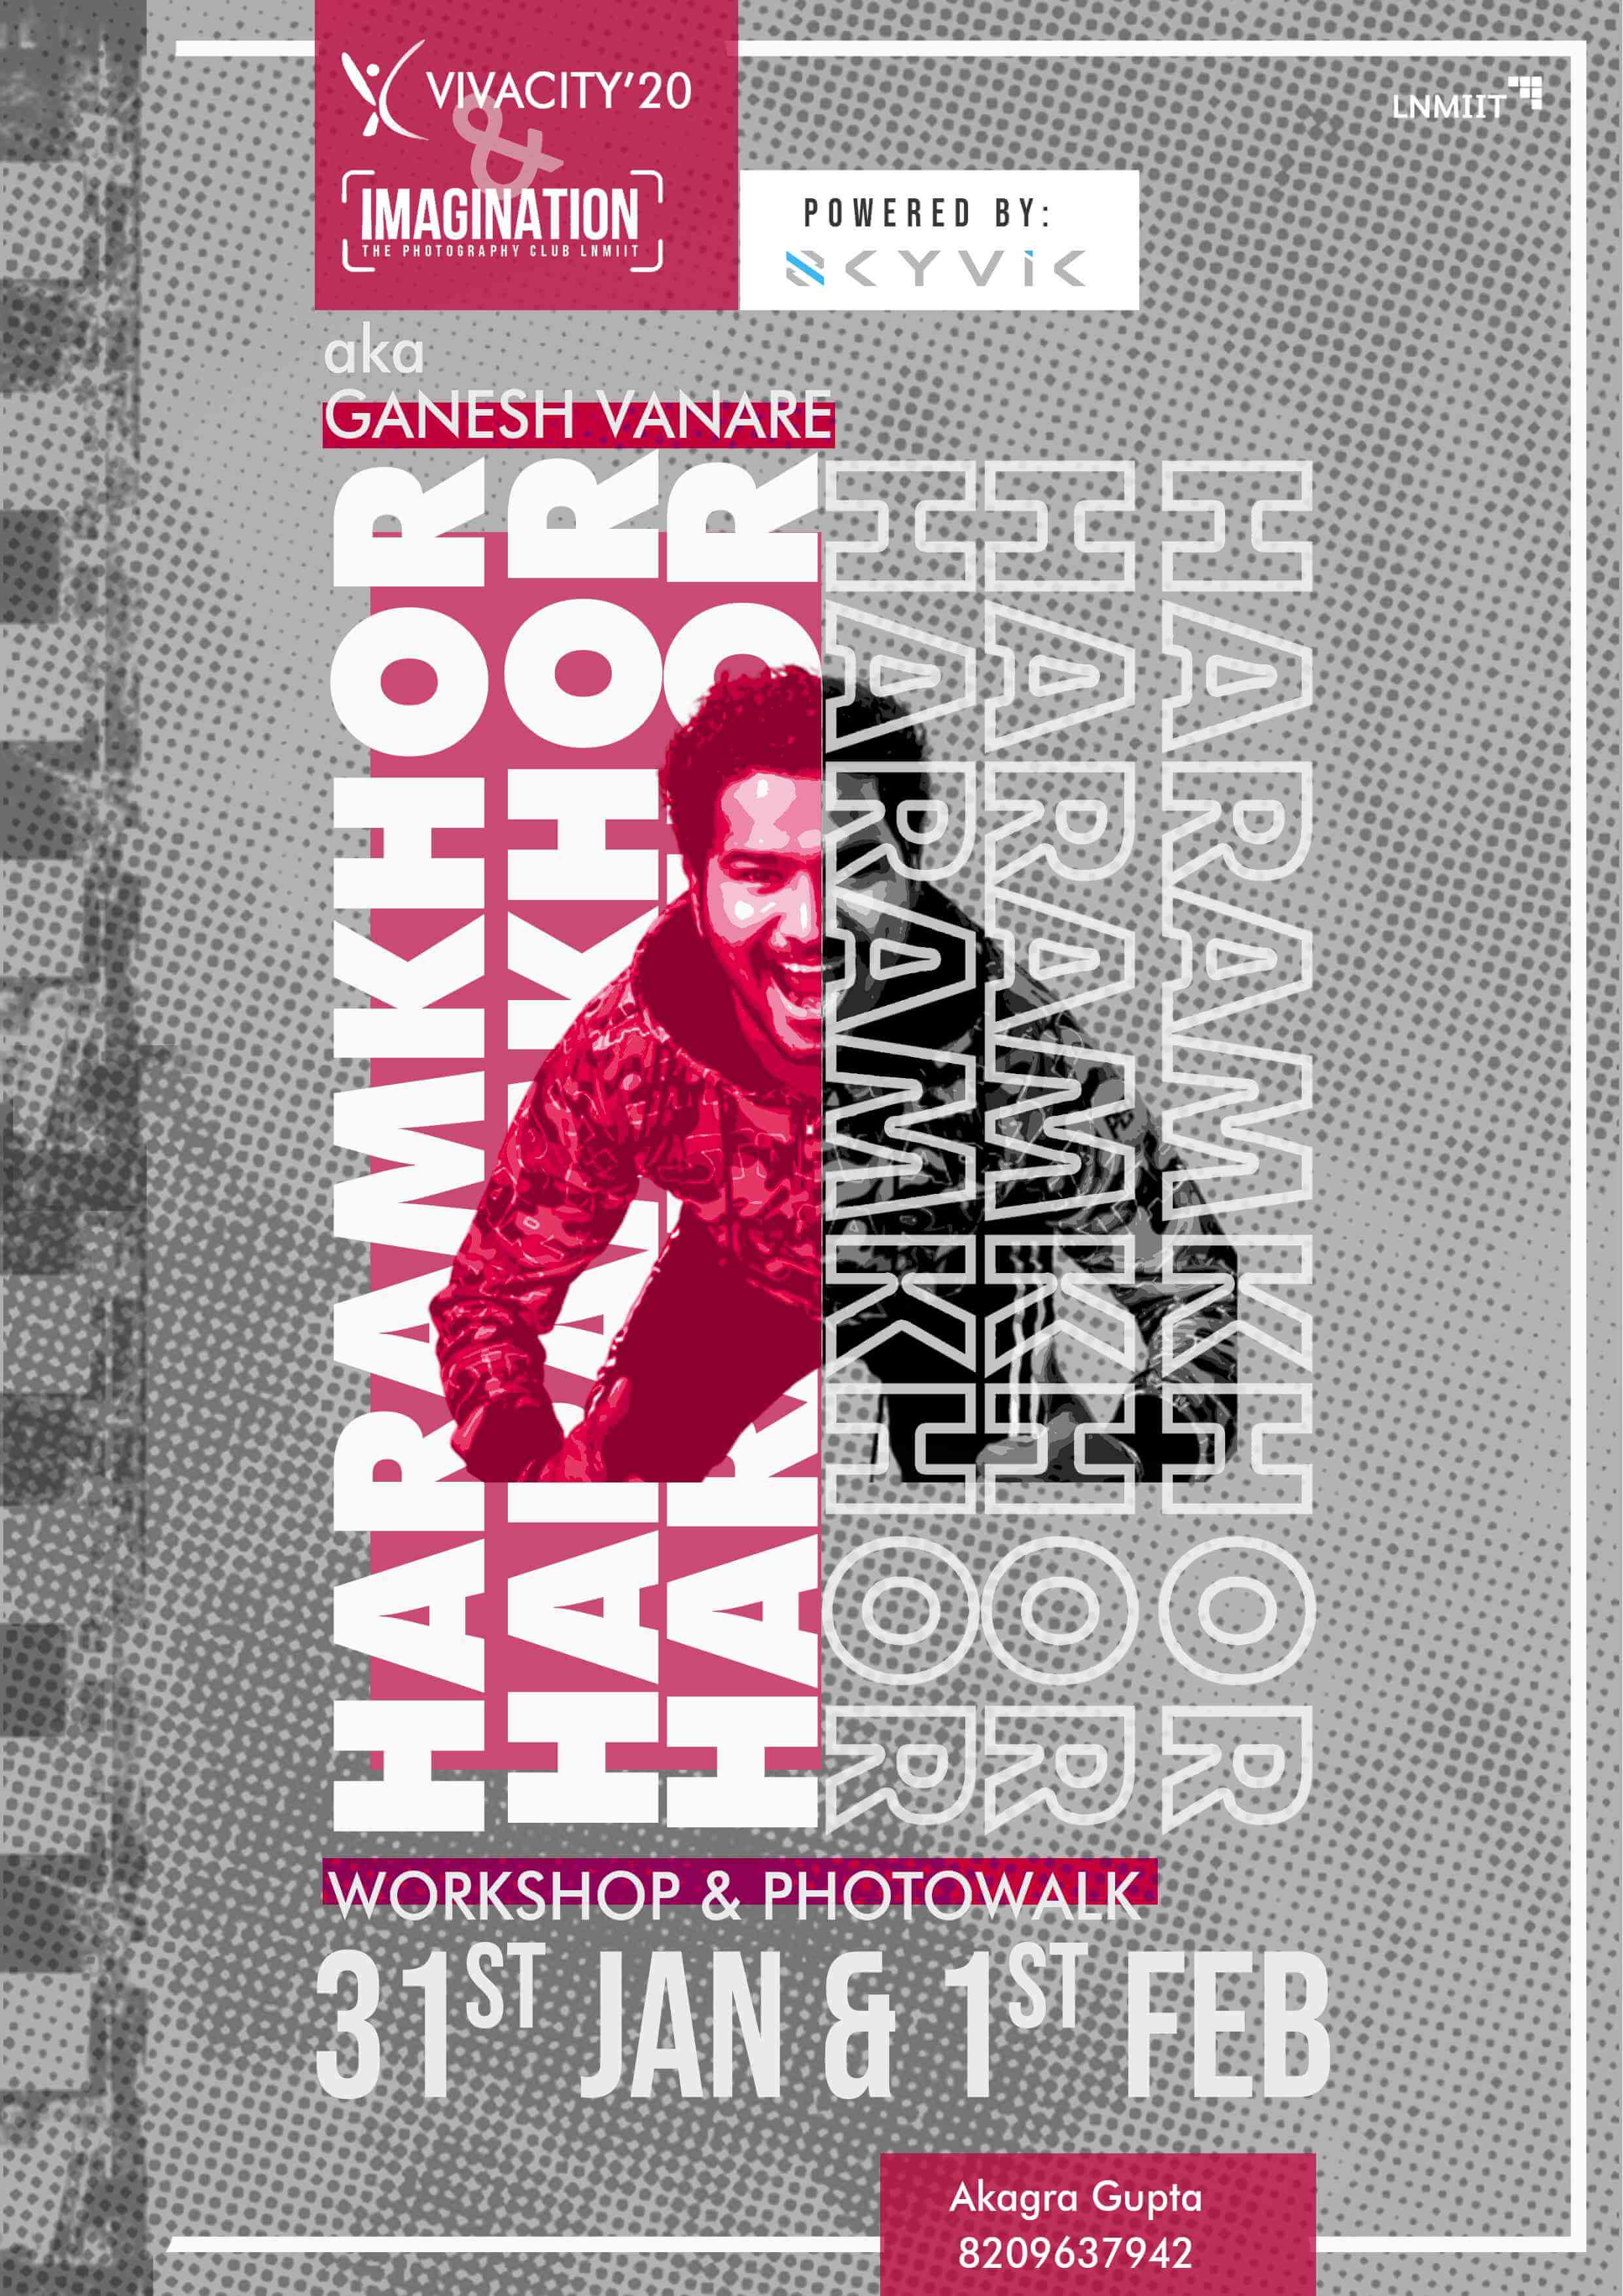 VIVACITY'20
&
IMAGINATION
THE PHOTOGRAPHY CLUB LNMIIT
LNMIIT
POWERED BY:
SKYViK
aka
GANESH VANARE
HARAMKHOR
HARAMKHOR
HARAMKHOR
HARAMKHOR
HARAMKHOR
HARAMKHOR
WORKSHOP & PHOTOWALK
31ST JAN & 1ST FEB
Akagra Gupta
8209637942